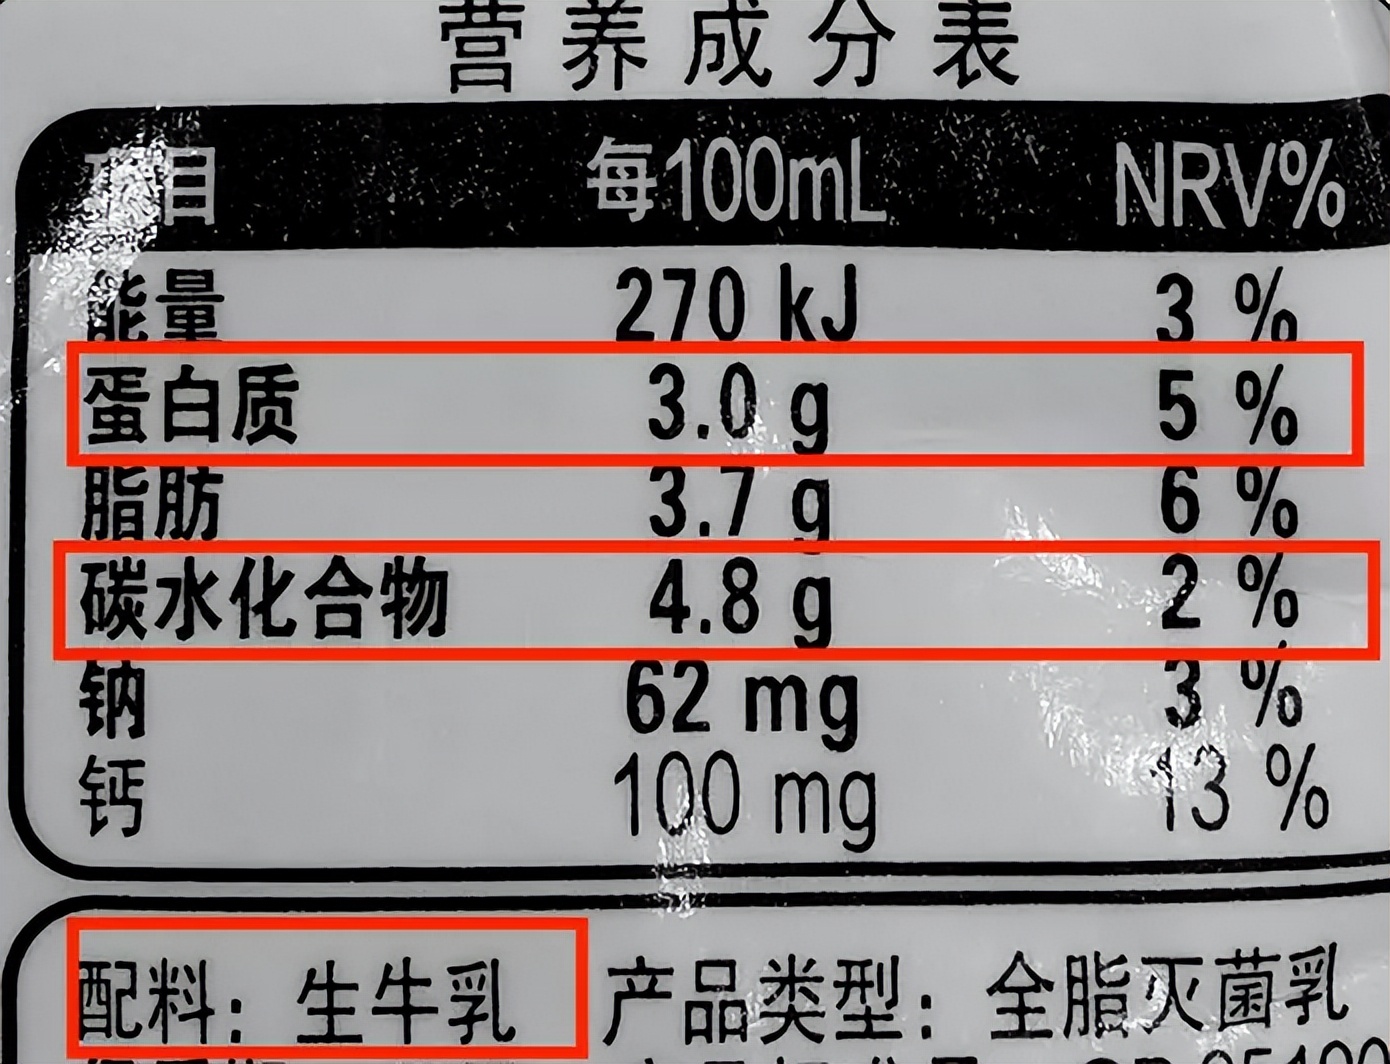 营养成分表
项目 每100mL NRV%
能量 270 kJ 3 %
蛋白质 3.0 g 5 %
脂肪 3.7 g 6 %
碳水化合物 4.8 g 2 %
钠 62 mg 3 %
钙 100 mg 13 %
配料：生牛乳 产品类型：全脂灭菌乳